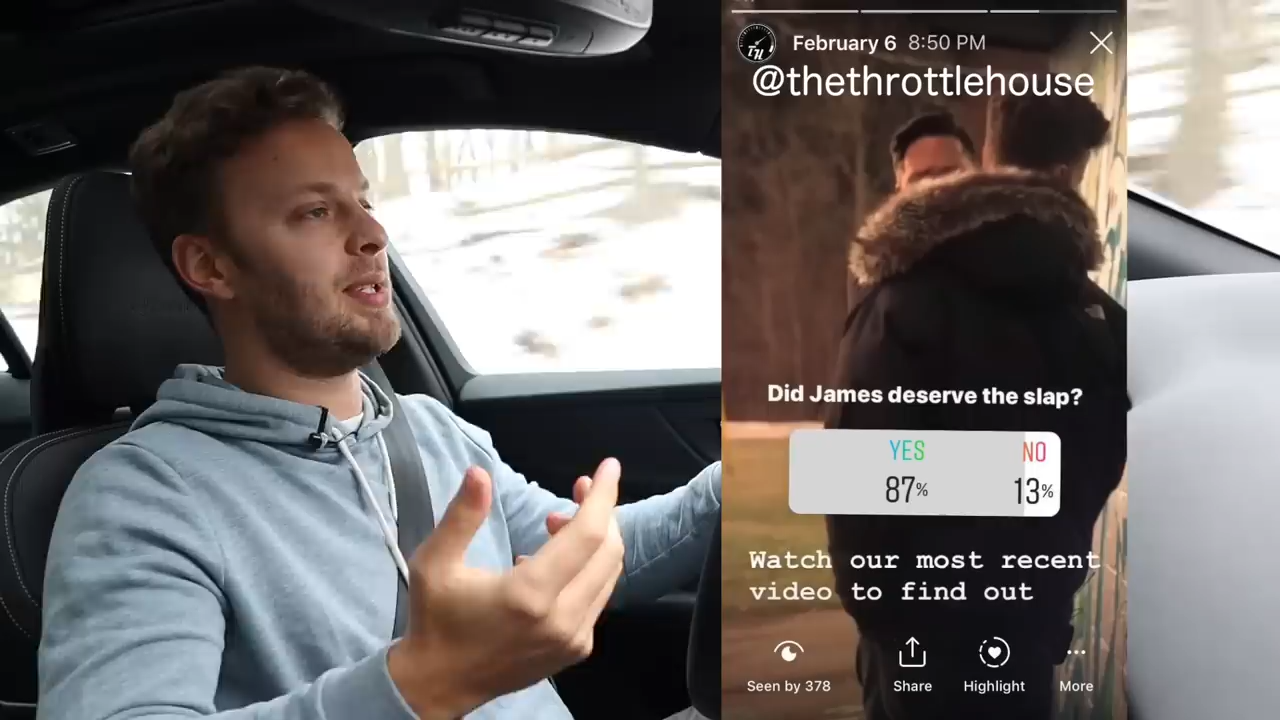 February 6 8:50 PM
@thethrottlehouse
Did James deserve the slap?
YES NO
87% 13%
Watch our most recent
video to find out
Seen by 378 Share Highlight More